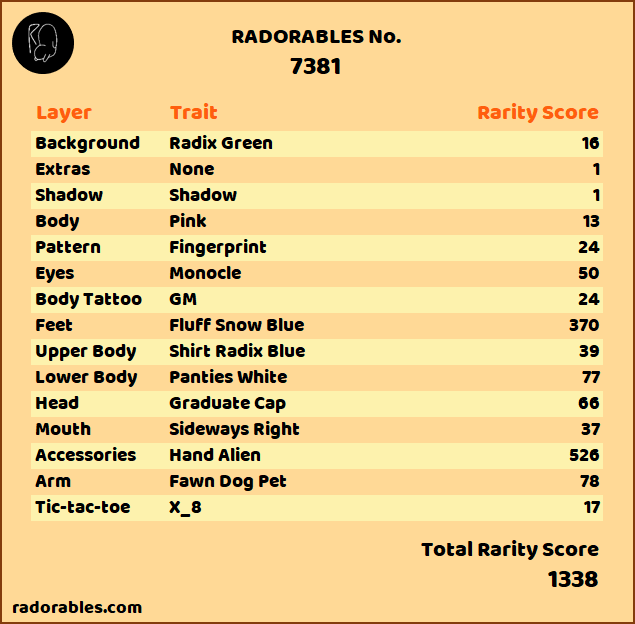 RADORABLES No.
7381
Layer Trait Rarity Score
Background Radix Green 16
Extras None 1
Shadow Shadow 1
Body Pink 13
Pattern Fingerprint 24
Eyes Monocle 50
Body Tattoo GM 24
Feet Fluff Snow Blue 370
Upper Body Shirt Radix Blue 39
Lower Body Panties White 77
Head Graduate Cap 66
Mouth Sideways Right 37
Accessories Hand Alien 526
Arm Fawn Dog Pet 78
Tic-tac-toe X_8 17
Total Rarity Score
1338
radorables.com